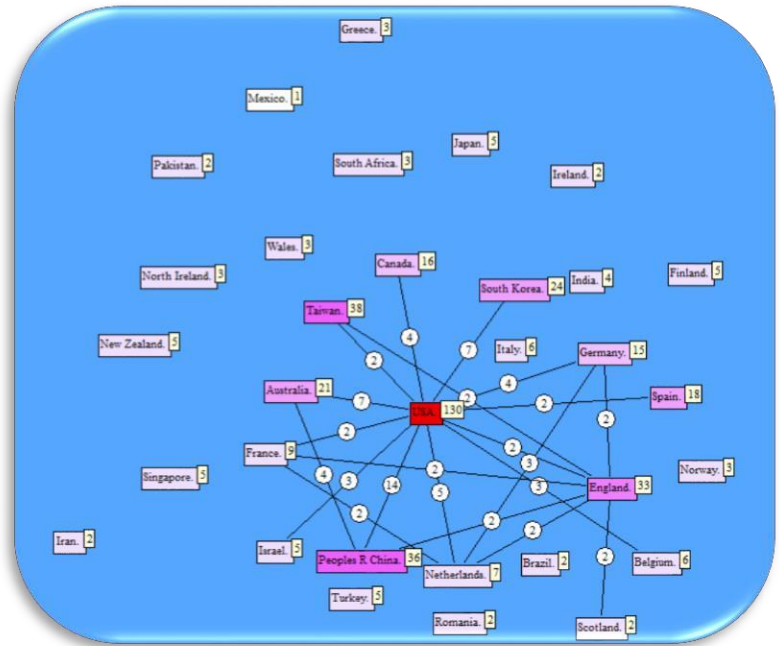 Greece. 3
Mexico. 1
Japan. 5
Pakistan. 2
South Africa. 3
Ireland. 2
Wales. 3
Canada. 16
North Ireland. 3
South Korea. 24
India. 4
Finland. 5
Taiwan. 38
4
New Zealand. 5
7
Italy. 6
Germany. 15
2
4
Australia. 21
7
2
2
Spain. 18
USA. 130
2
2
2
France. 9
3
2
Norway. 3
Singapore. 5
4
3
14
5
3
England. 33
2
2
2
Iran. 2
Israel. 5
Peoples R China. 36
2
Netherlands. 7
Brazil. 2
Belgium. 6
Turkey. 5
Romania. 2
Scotland. 2